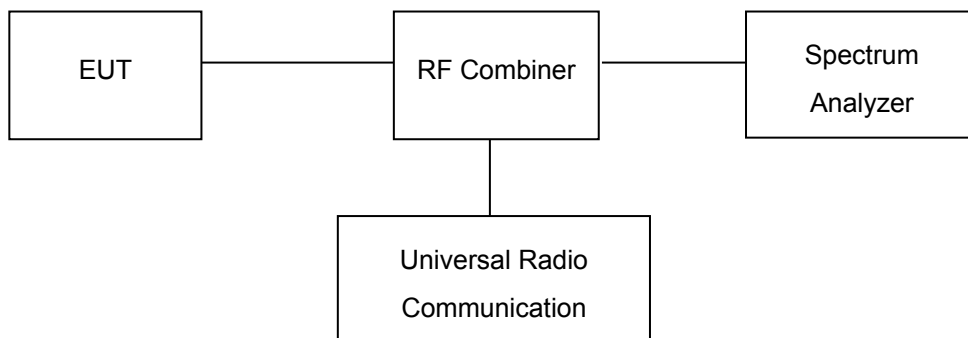 EUT
RF Combiner
Spectrum
Analyzer
Universal Radio
Communication